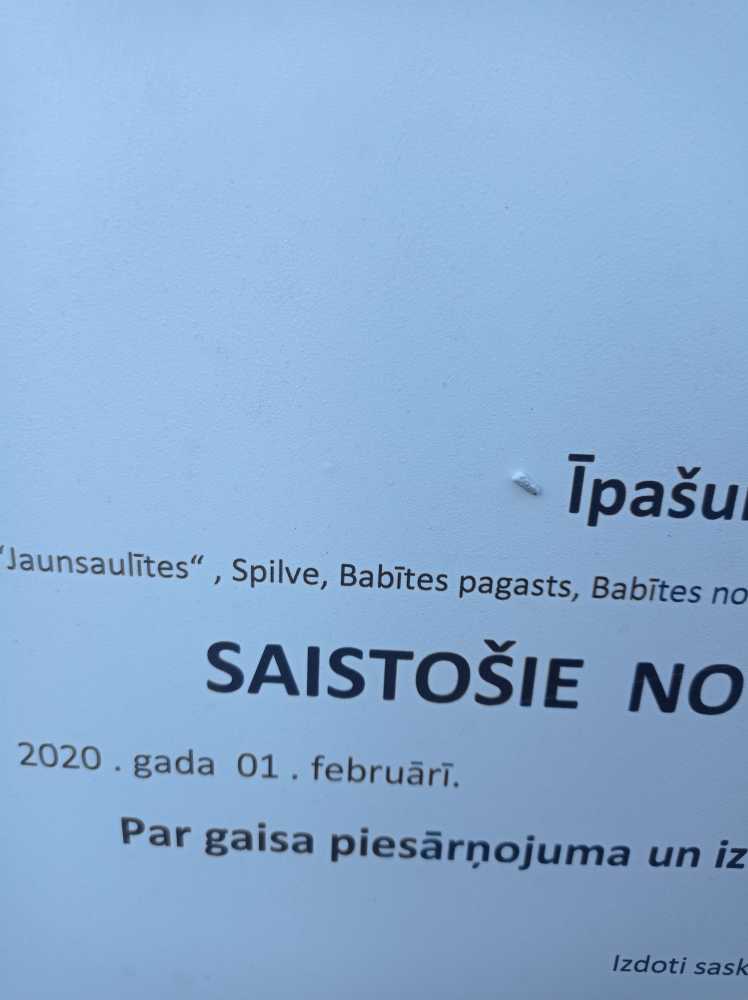 Īpašu
"Jaunsaulītes“ , Spilve, Babītes pagasts, Babītes no
SAISTOŠIE NO
2020 . gada 01 . februārī.
Par gaisa piesārņojuma un iz
Izdoti sask